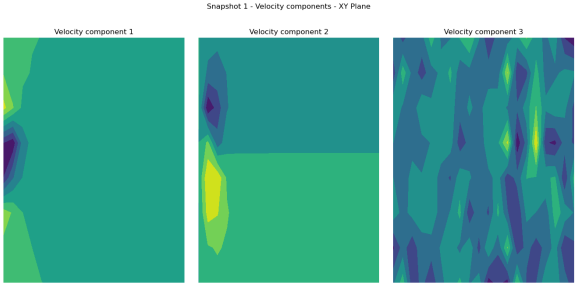 Snapshot 1 - Velocity components - XY Plane
Velocity component 1
Velocity component 2
Velocity component 3